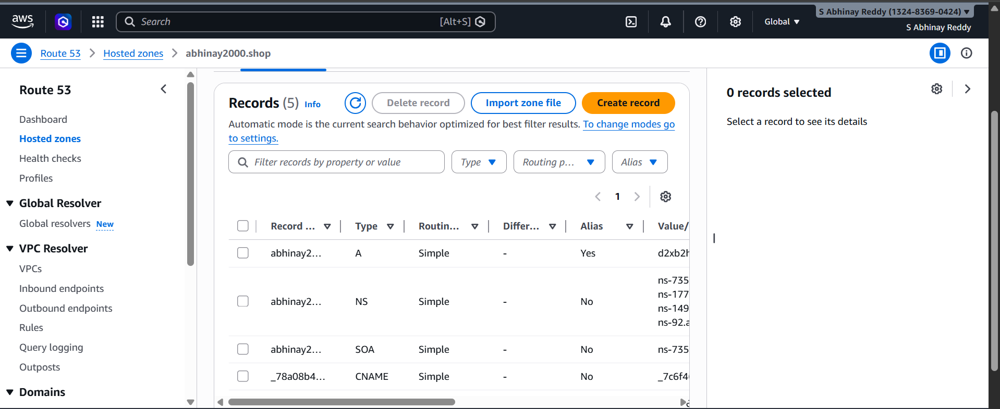 aws
Search
[Alt+S]
Global
S Abhinay Reddy (1324-8369-0424)
S Abhinay Reddy
Route 53
Hosted zones
abhinay2000.shop
Route 53
Dashboard
Hosted zones
Health checks
Profiles
Global Resolver
Global resolvers New
VPC Resolver
VPCs
Inbound endpoints
Outbound endpoints
Rules
Query logging
Outposts
Domains
Records (5) Info
Delete record
Import zone file
Create record
Automatic mode is the current search behavior optimized for best filter results. To change modes go
to settings.
Filter records by property or value
Type
Routing p...
Alias
1
Record ... Type Routin... Differ... Alias Value/
abhinay2... A Simple - Yes d2xb2h
abhinay2... NS Simple - No
ns-735
ns-177
ns-149
ns-92.a
abhinay2... SOA Simple - No ns-735
_78a08b4... CNAME Simple - No _7c6f4
0 records selected
Select a record to see its details